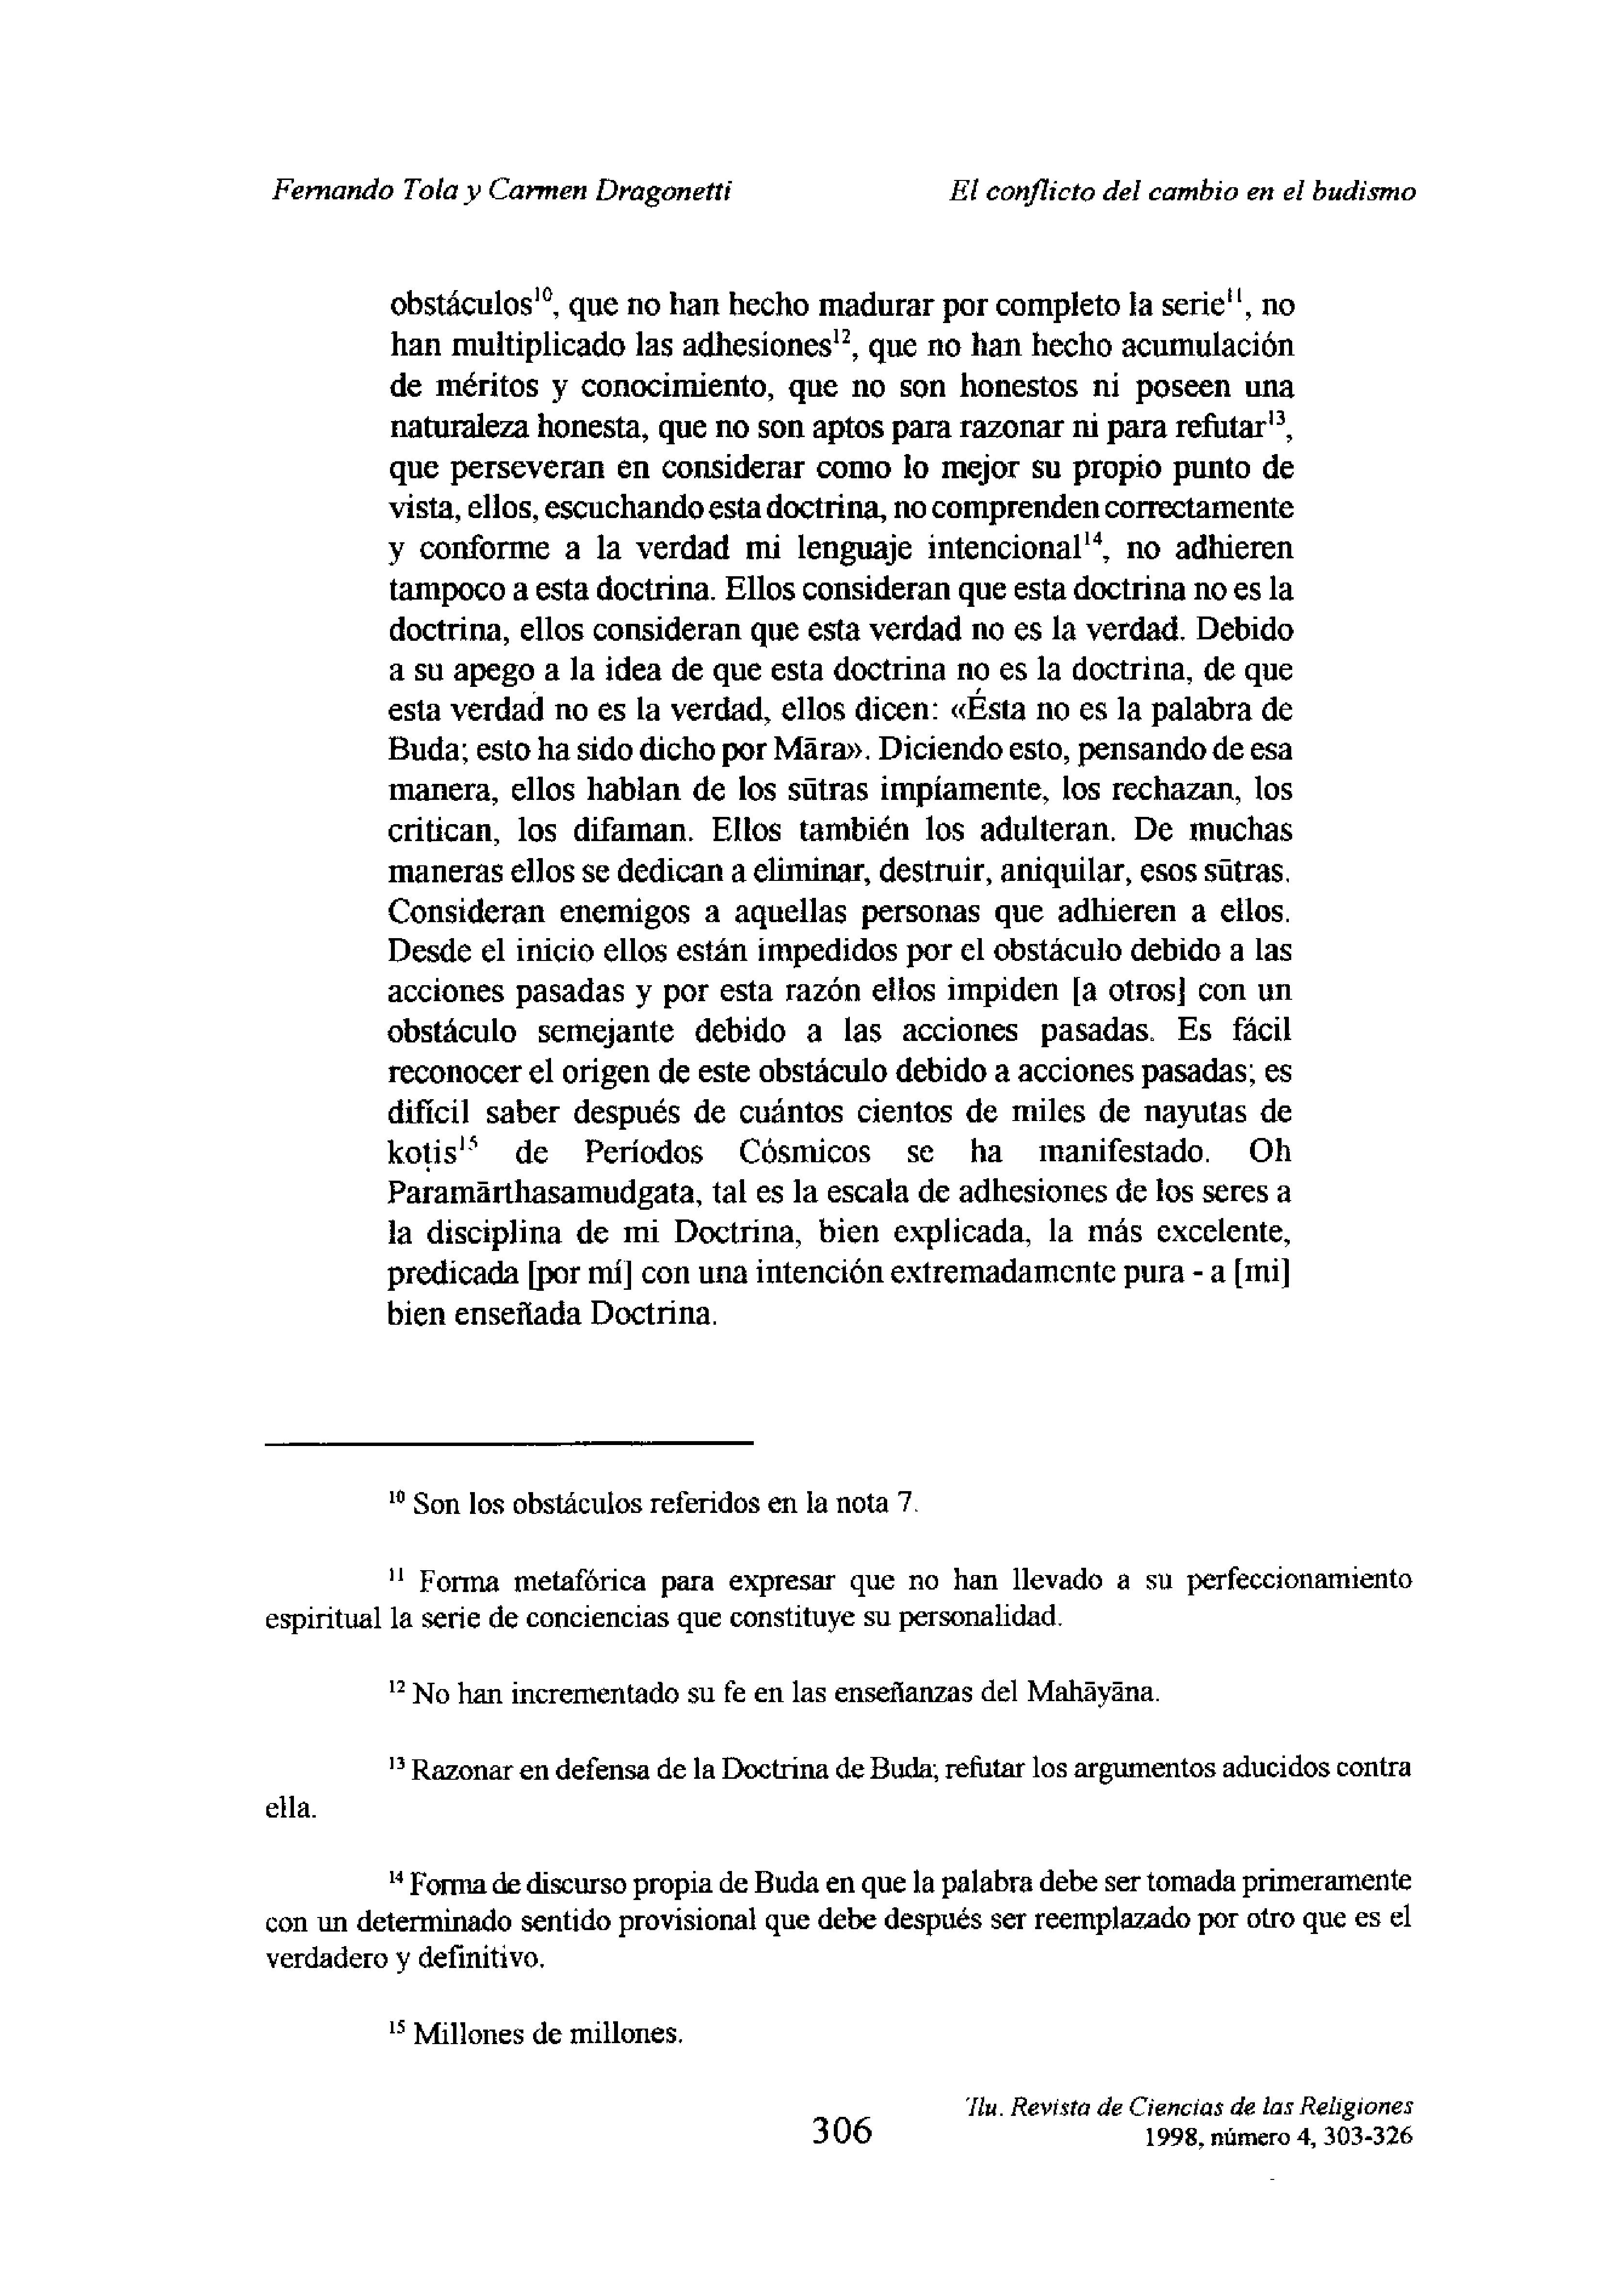 Fernando Tola y Carmen Dragonetti El conflicto del cambio en el budismo
obstáculos¹⁰, que no han hecho madurar por completo la serie¹¹, no
han multiplicado las adhesiones¹², que no han hecho acumulación
de méritos y conocimiento, que no son honestos ni poseen una
naturaleza honesta, que no son aptos para razonar ni para refutar¹³,
que perseveran en considerar como lo mejor su propio punto de
vista, ellos, escuchando esta doctrina, no comprenden correctamente
y conforme a la verdad mi lenguaje intencional¹⁴, no adhieren
tampoco a esta doctrina. Ellos consideran que esta doctrina no es la
doctrina, ellos consideran que esta verdad no es la verdad. Debido
a su apego a la idea de que esta doctrina no es la doctrina, de que
esta verdad no es la verdad, ellos dicen: «Ésta no es la palabra de
Buda; esto ha sido dicho por Māra». Diciendo esto, pensando de esa
manera, ellos hablan de los sūtras impíamente, los rechazan, los
critican, los difaman. Ellos también los adulteran. De muchas
maneras ellos se dedican a eliminar, destruir, aniquilar, esos sūtras.
Consideran enemigos a aquellas personas que adhieren a ellos.
Desde el inicio ellos están impedidos por el obstáculo debido a las
acciones pasadas y por esta razón ellos impiden [a otros] con un
obstáculo semejante debido a las acciones pasadas. Es fácil
reconocer el origen de este obstáculo debido a acciones pasadas; es
difícil saber después de cuántos cientos de miles de nayutas de
koṭis¹⁵ de Períodos Cósmicos se ha manifestado. Oh
Paramārthasamudgata, tal es la escala de adhesiones de los seres a
la disciplina de mi Doctrina, bien explicada, la más excelente,
predicada [por mí] con una intención extremadamente pura - a [mi]
bien enseñada Doctrina.
¹⁰ Son los obstáculos referidos en la nota 7.
¹¹ Forma metafórica para expresar que no han llevado a su perfeccionamiento
espiritual la serie de conciencias que constituye su personalidad.
¹² No han incrementado su fe en las enseñanzas del Mahāyāna.
¹³ Razonar en defensa de la Doctrina de Buda; refutar los argumentos aducidos contra
ella.
¹⁴ Forma de discurso propia de Buda en que la palabra debe ser tomada primeramente
con un determinado sentido provisional que debe después ser reemplazado por otro que es el
verdadero y definitivo.
¹⁵ Millones de millones.
'Ilu. Revista de Ciencias de las Religiones
306 1998, número 4, 303-326